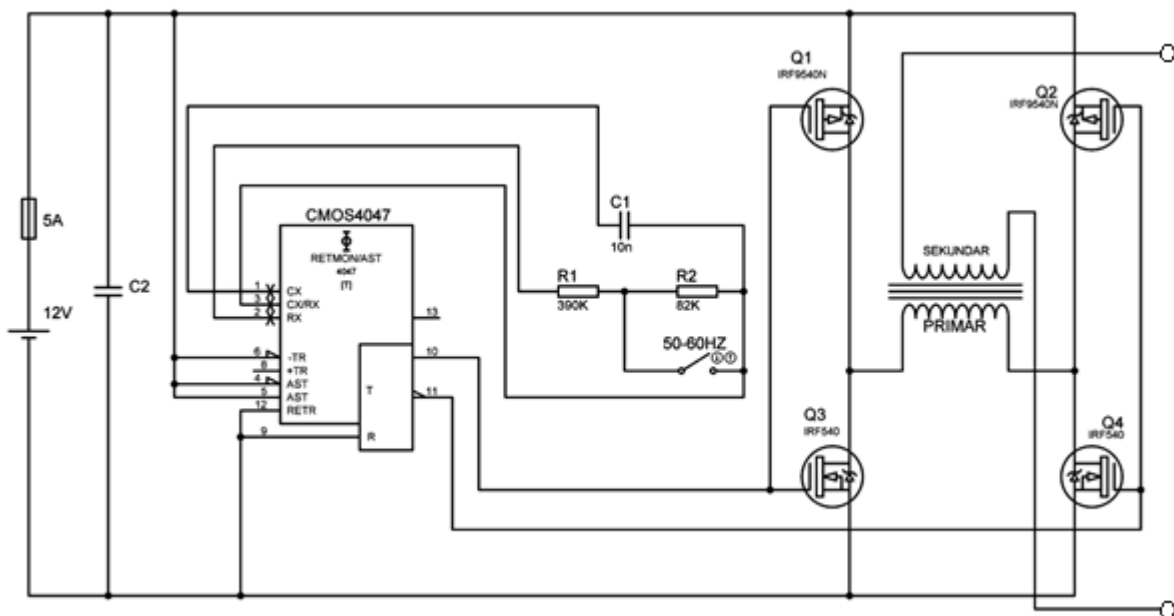 Q1
IRF9540N
Q2
IRF9540N
5A
C2
12V
CMOS4047
RETMON/AST
4047
[T]
1
CX
3
CX/RX
2
RX
13
6
-TR
8
+TR
4
AST
5
AST
12
RETR
9
R
T
10
11
C1
10n
R1
390K
R2
82K
50-60HZ
SEKUNDAR
PRIMAR
Q3
IRF540
Q4
IRF540